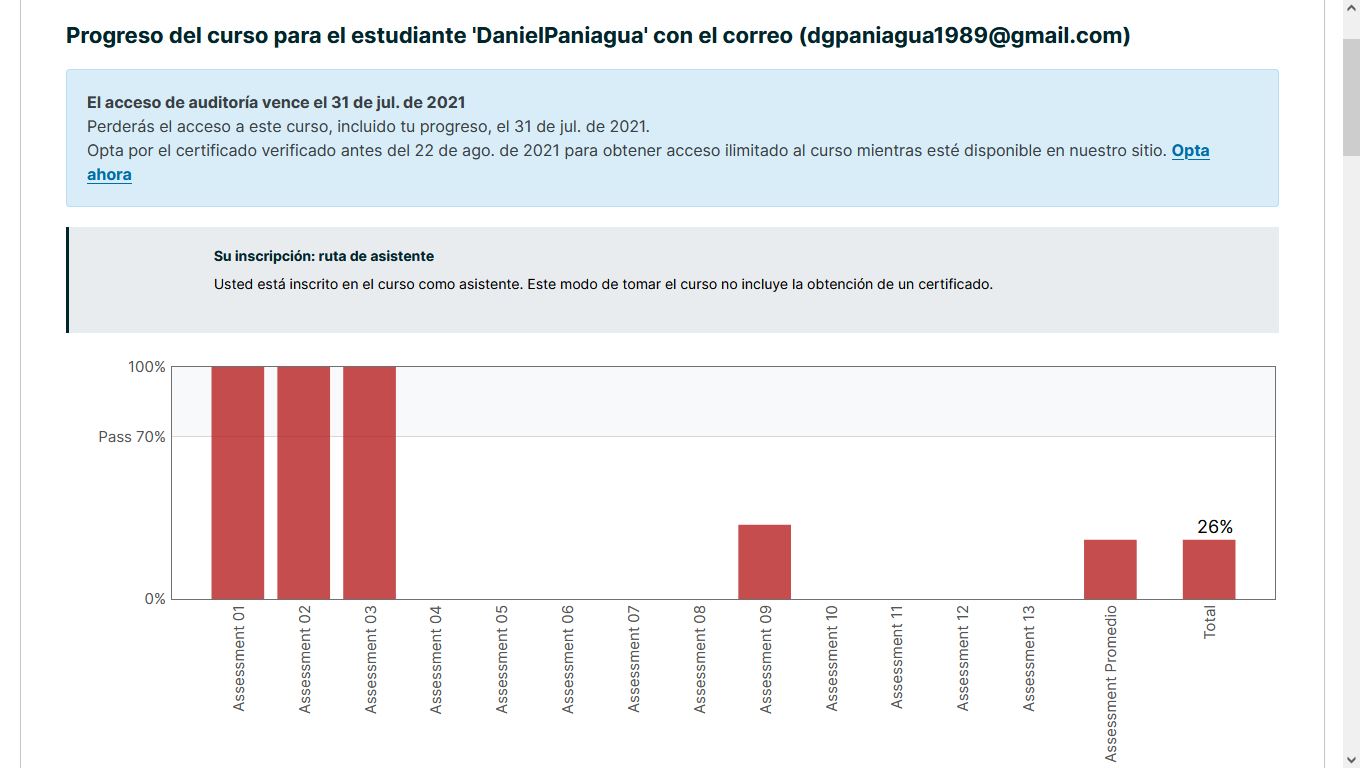 Progreso del curso para el estudiante 'DanielPaniagua' con el correo (dgpaniagua1989@gmail.com)
El acceso de auditoría vence el 31 de jul. de 2021
Perderás el acceso a este curso, incluido tu progreso, el 31 de jul. de 2021.
Opta por el certificado verificado antes del 22 de ago. de 2021 para obtener acceso ilimitado al curso mientras esté disponible en nuestro sitio. Opta
ahora
Su inscripción: ruta de asistente
Usted está inscrito en el curso como asistente. Este modo de tomar el curso no incluye la obtención de un certificado.
100%
Pass 70%
26%
0%
Assessment 01
Assessment 02
Assessment 03
Assessment 04
Assessment 05
Assessment 06
Assessment 07
Assessment 08
Assessment 09
Assessment 10
Assessment 11
Assessment 12
Assessment 13
Assessment Promedio
Total